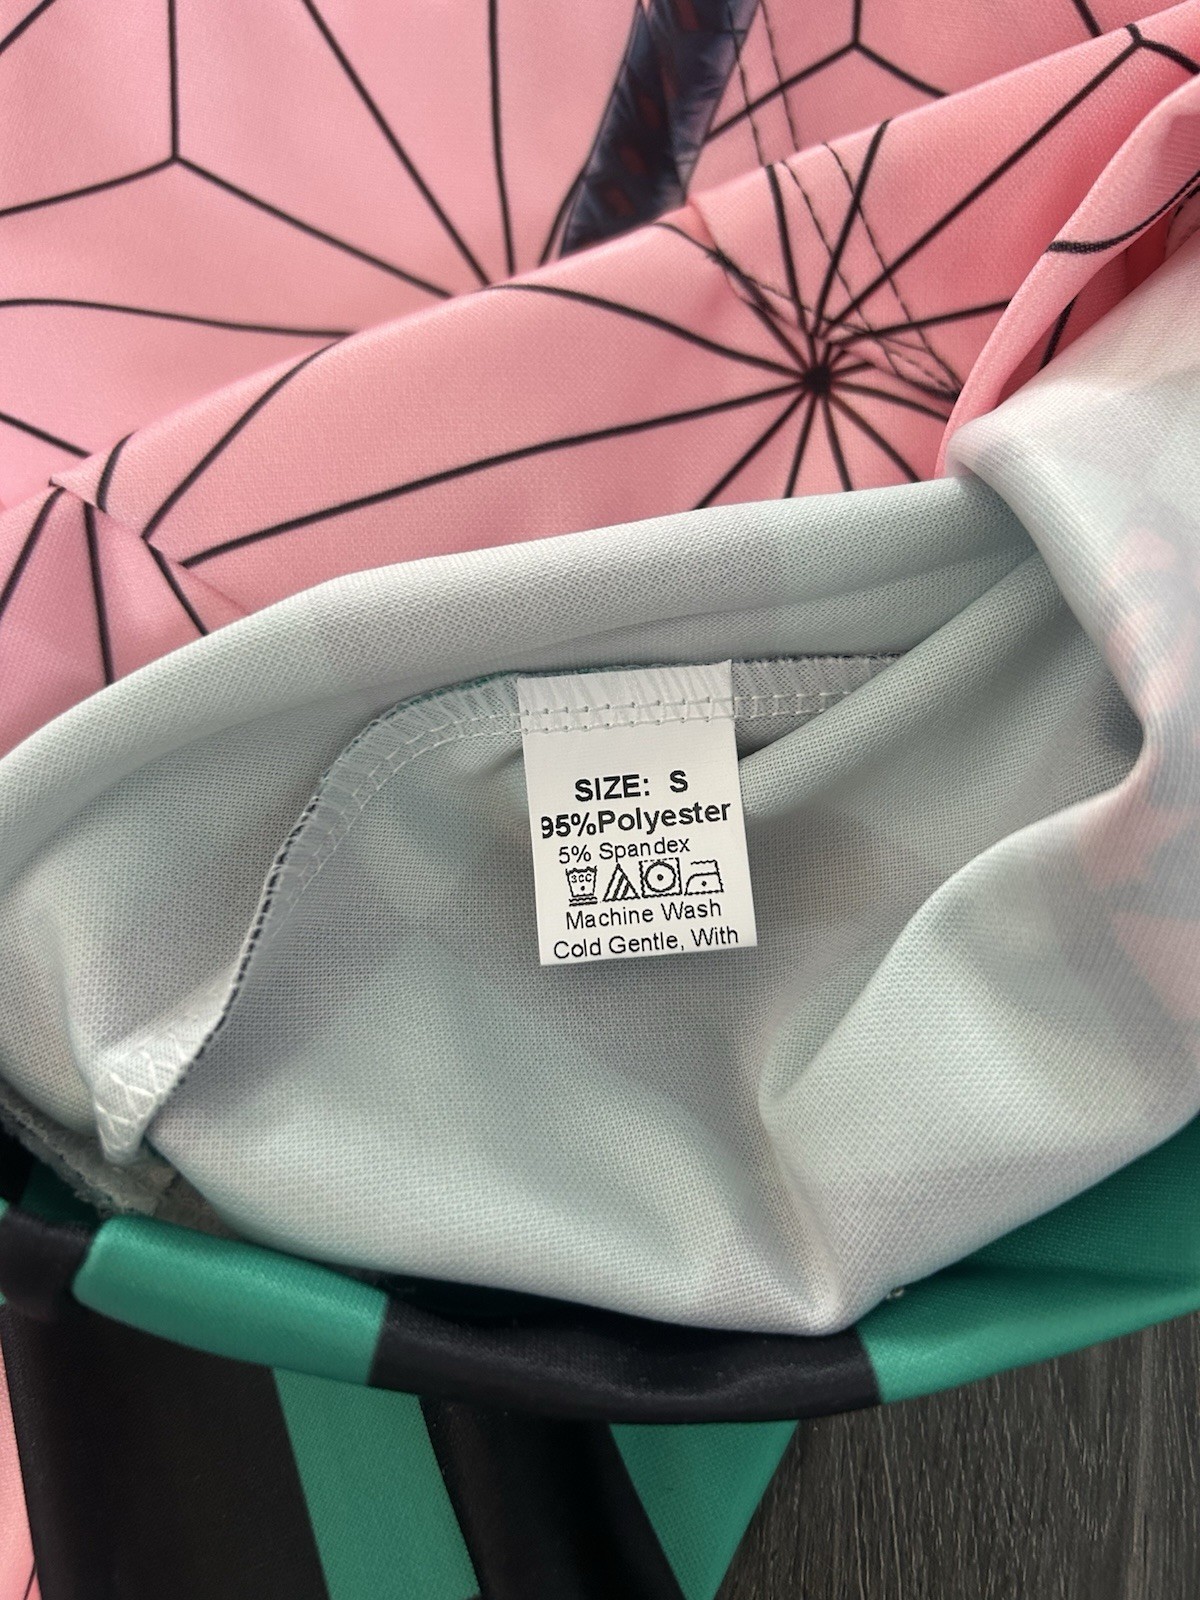 SIZE: S
95%Polyester
5% Spandex
Machine Wash
Cold Gentle, With